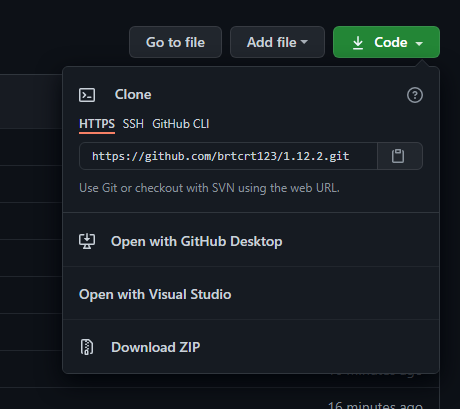 Go to file Add file Code
Clone
HTTPS SSH GitHub CLI
https://github.com/brtcrt123/1.12.2.git
Use Git or checkout with SVN using the web URL.
Open with GitHub Desktop
Open with Visual Studio
Download ZIP
minutes ago
16 minutes ago